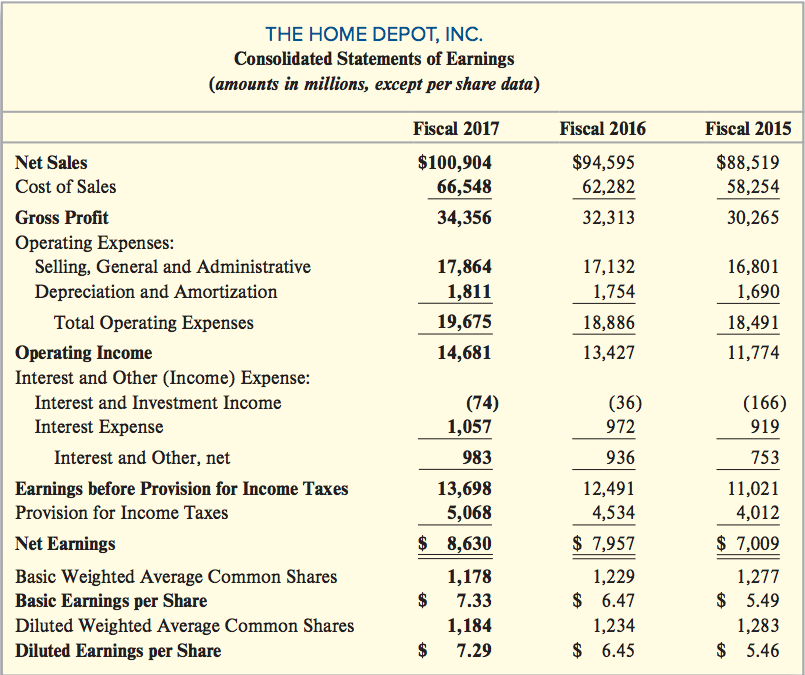 THE HOME DEPOT, INC.
Consolidated Statements of Earnings
(amounts in millions, except per share data)
Fiscal 2017 Fiscal 2016 Fiscal 2015
Net Sales $100,904 $94,595 $88,519
Cost of Sales 66,548 62,282 58,254
Gross Profit 34,356 32,313 30,265
Operating Expenses:
Selling, General and Administrative 17,864 17,132 16,801
Depreciation and Amortization 1,811 1,754 1,690
Total Operating Expenses 19,675 18,886 18,491
Operating Income 14,681 13,427 11,774
Interest and Other (Income) Expense:
Interest and Investment Income (74) (36) (166)
Interest Expense 1,057 972 919
Interest and Other, net 983 936 753
Earnings before Provision for Income Taxes 13,698 12,491 11,021
Provision for Income Taxes 5,068 4,534 4,012
Net Earnings $ 8,630 $ 7,957 $ 7,009
Basic Weighted Average Common Shares 1,178 1,229 1,277
Basic Earnings per Share $ 7.33 $ 6.47 $ 5.49
Diluted Weighted Average Common Shares 1,184 1,234 1,283
Diluted Earnings per Share $ 7.29 $ 6.45 $ 5.46